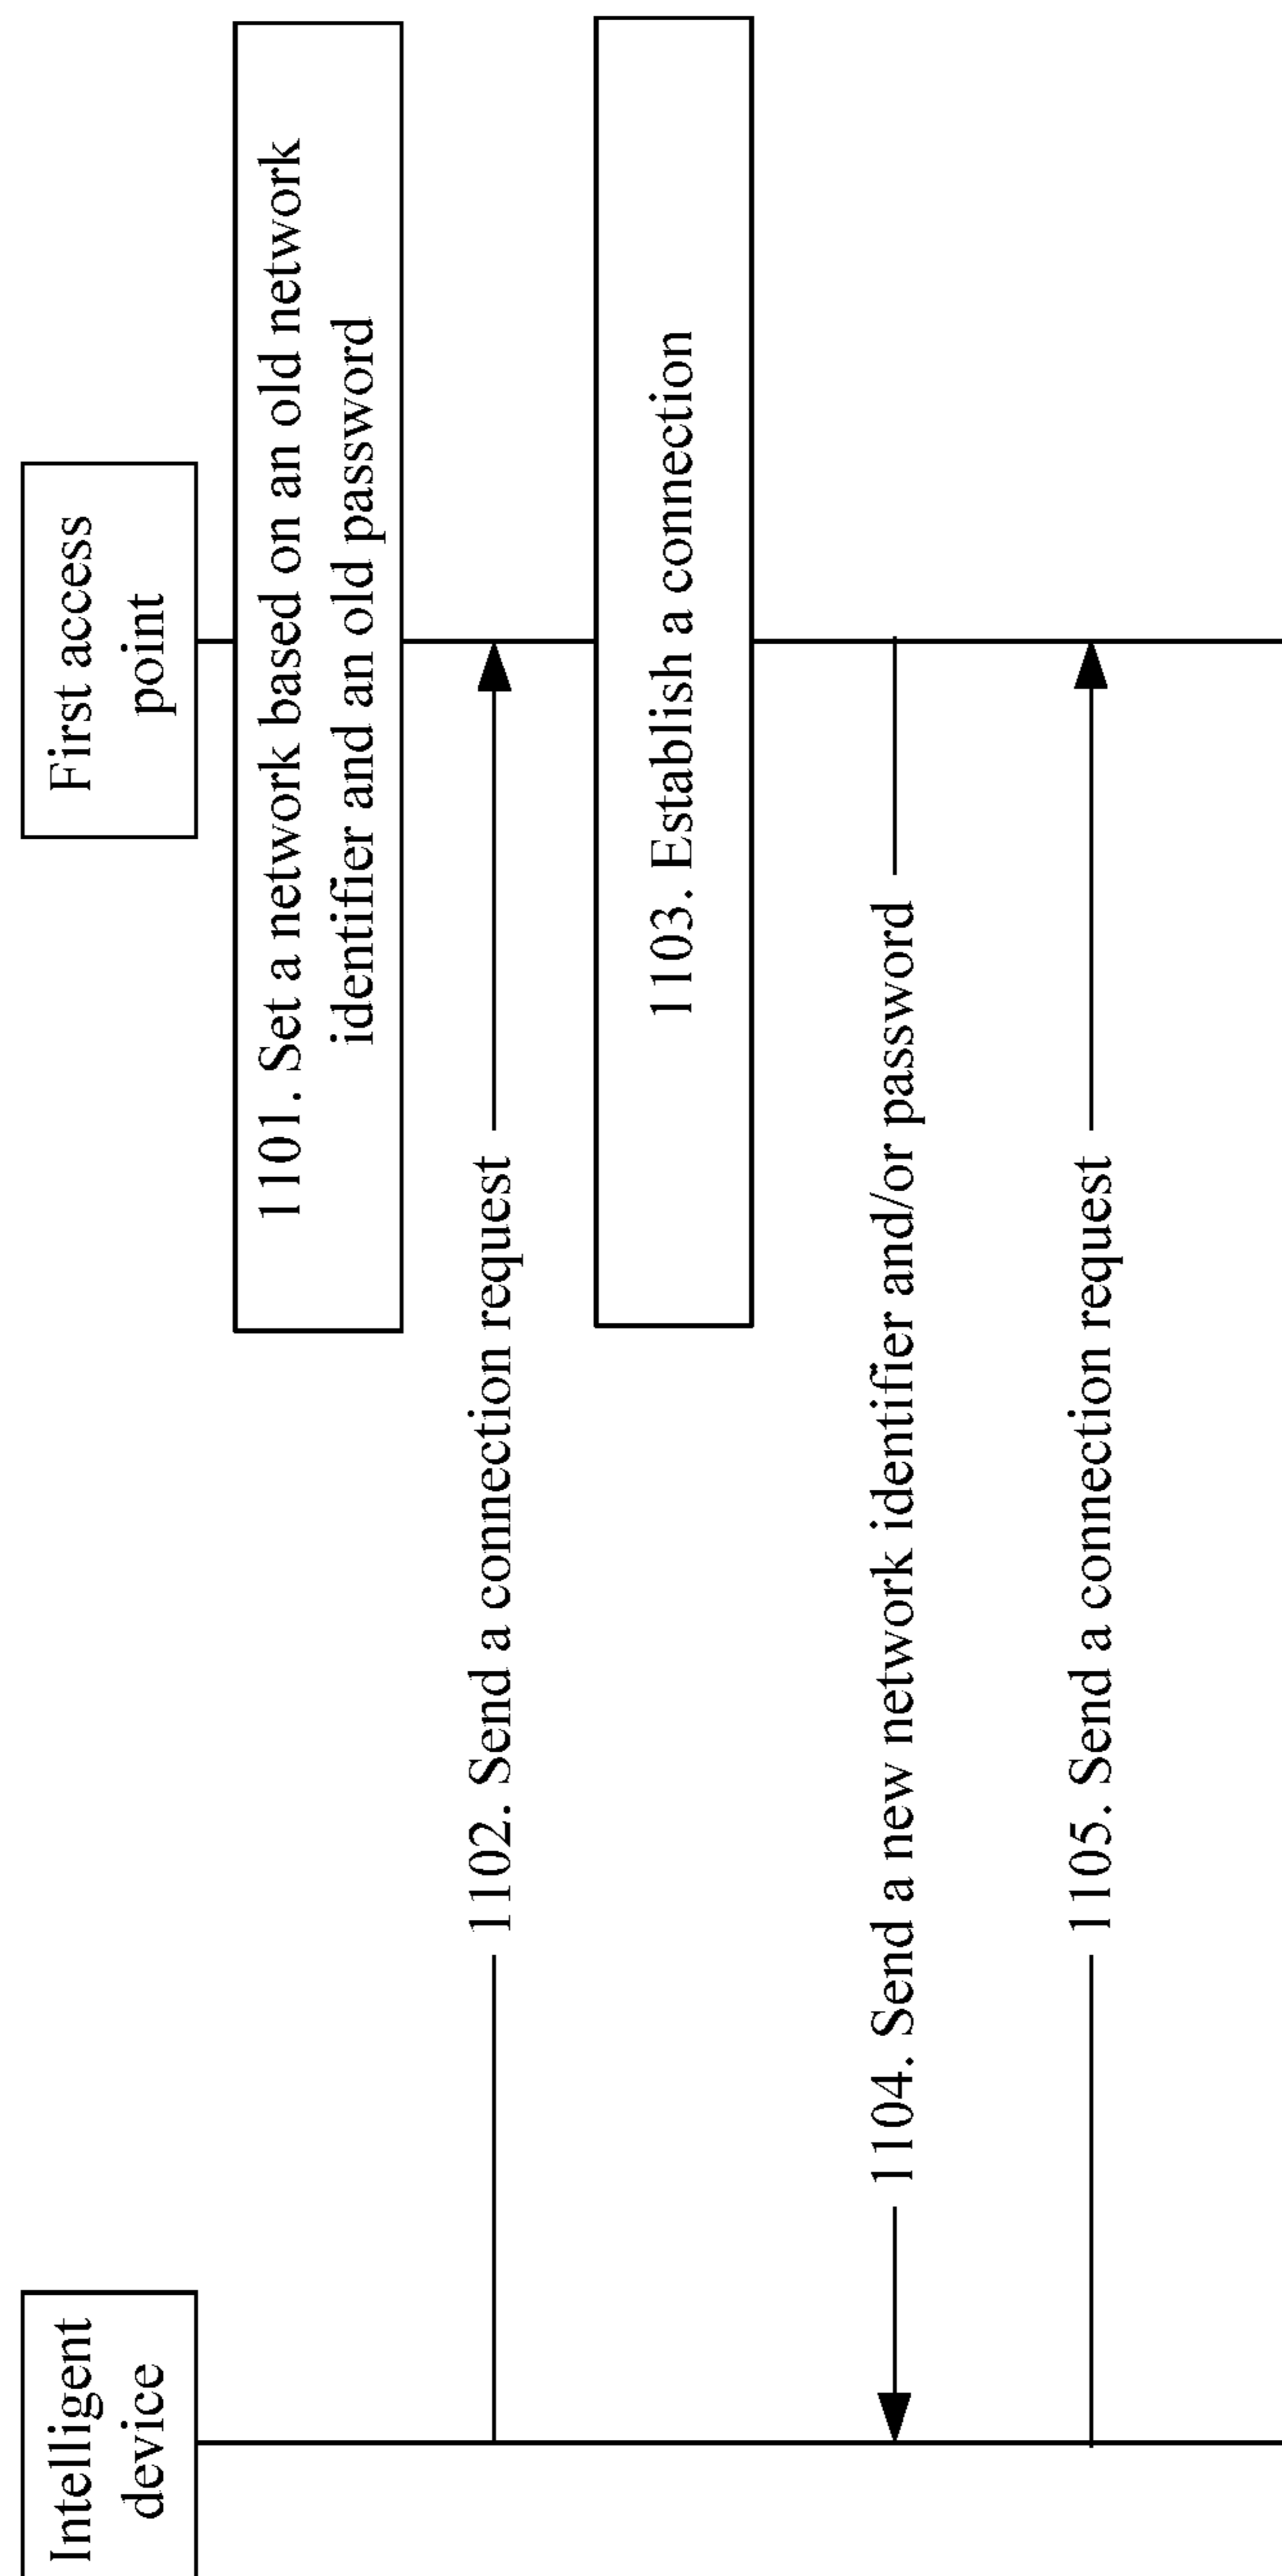 Intelligent
device
First access
point
1101. Set a network based on an old network
identifier and an old password
1102. Send a connection request
1103. Establish a connection
1104. Send a new network identifier and/or password
1105. Send a connection request